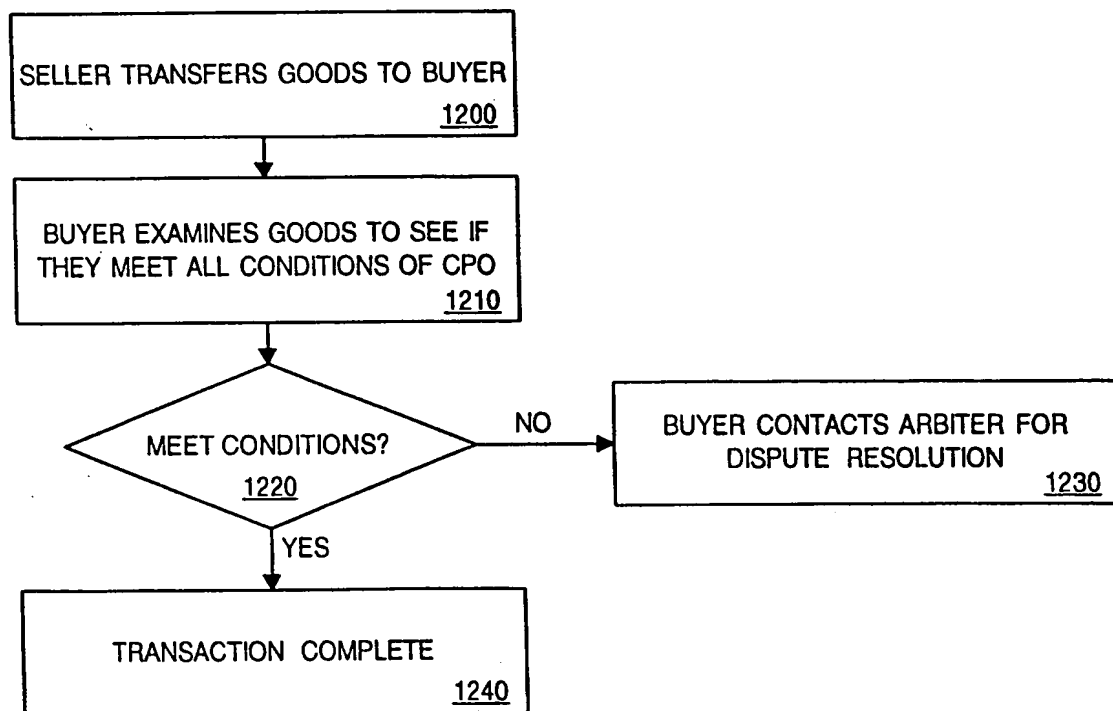 SELLER TRANSFERS GOODS TO BUYER
1200
BUYER EXAMINES GOODS TO SEE IF
THEY MEET ALL CONDITIONS OF CPO
1210
MEET CONDITIONS?
1220
NO
BUYER CONTACTS ARBITER FOR
DISPUTE RESOLUTION
1230
YES
TRANSACTION COMPLETE
1240